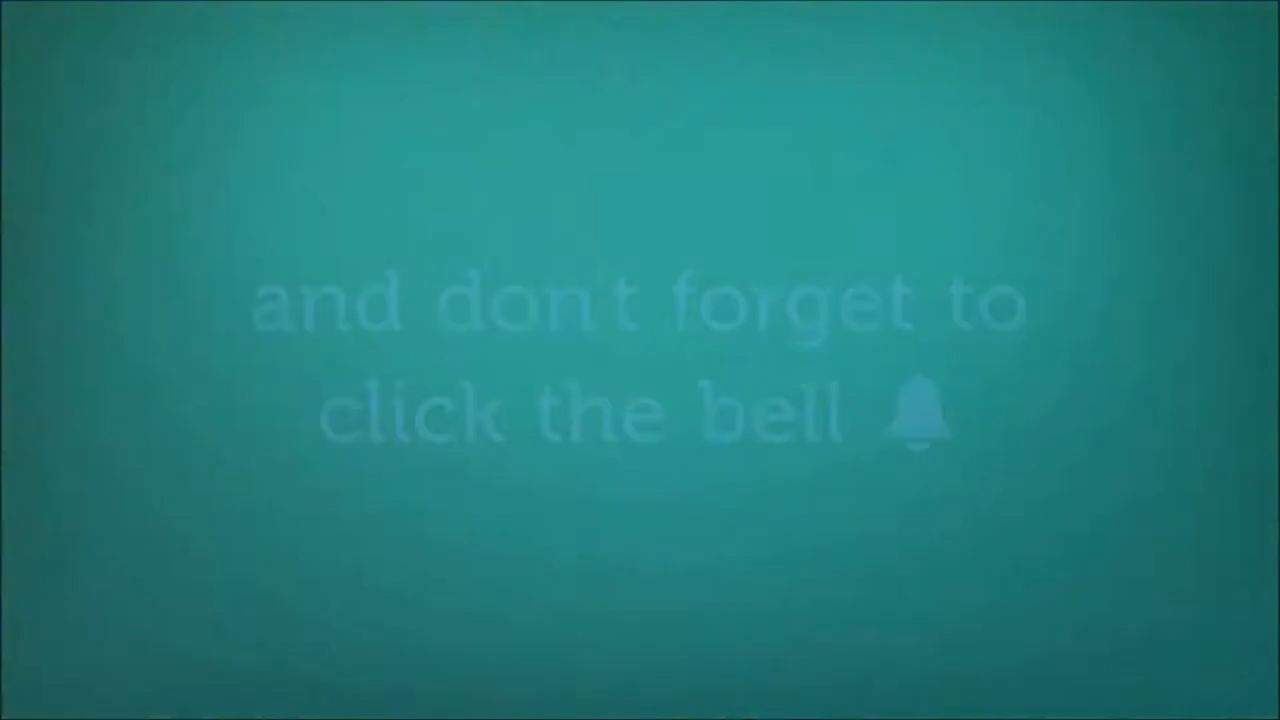 and don't forget to
click the bell 🔔